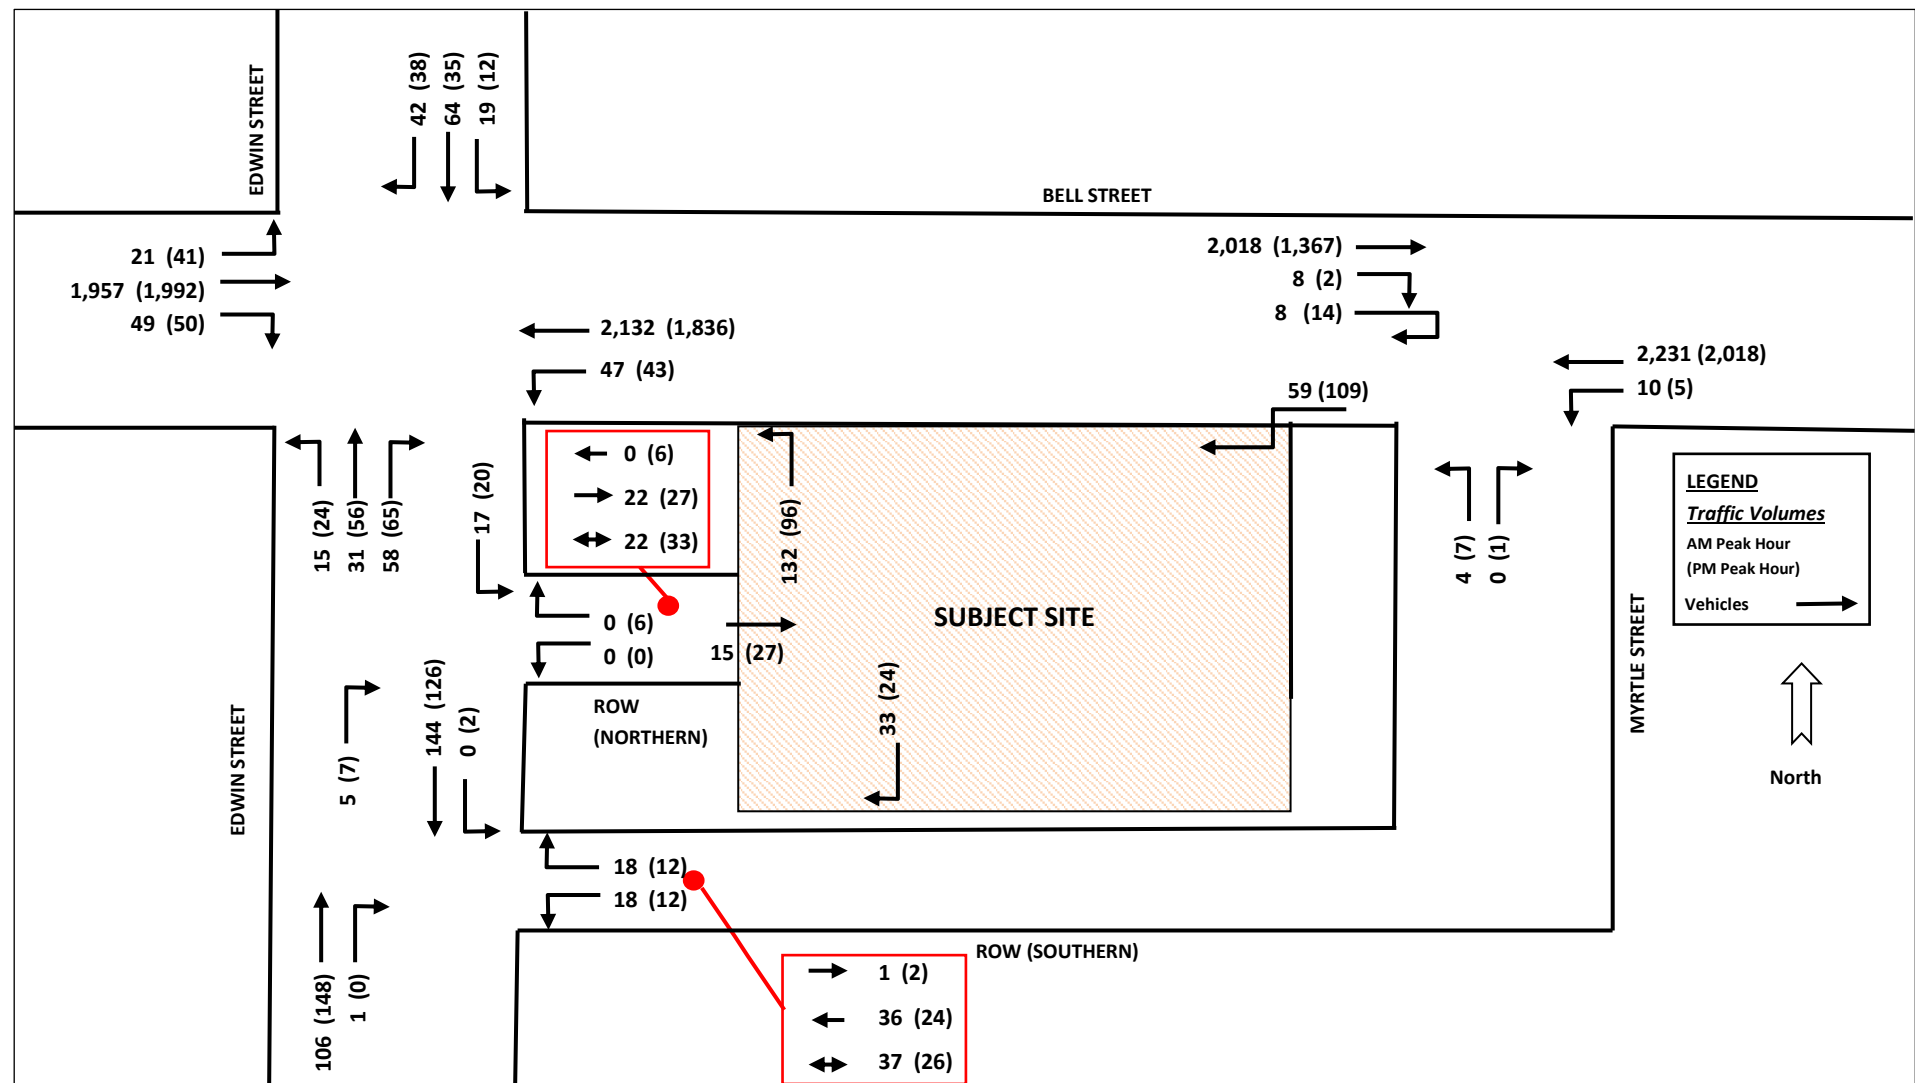 EDWIN STREET
42 (38)
64 (35)
19 (12)
BELL STREET
21 (41)
1,957 (1,992)
49 (50)
2,018 (1,367)
8 (2)
8 (14)
2,132 (1,836)
47 (43)
2,231 (2,018)
10 (5)
59 (109)
15 (24)
31 (56)
58 (65)
17 (20)
0 (6)
22 (27)
22 (33)
132 (96)
4 (7)
0 (1)
LEGEND
Traffic Volumes
AM Peak Hour
(PM Peak Hour)
Vehicles
SUBJECT SITE
0 (6)
0 (0)
15 (27)
MYRTLE STREET
North
EDWIN STREET
5 (7)
144 (126)
0 (2)
ROW
(NORTHERN)
33 (24)
18 (12)
18 (12)
106 (148)
1 (0)
ROW (SOUTHERN)
1 (2)
36 (24)
37 (26)